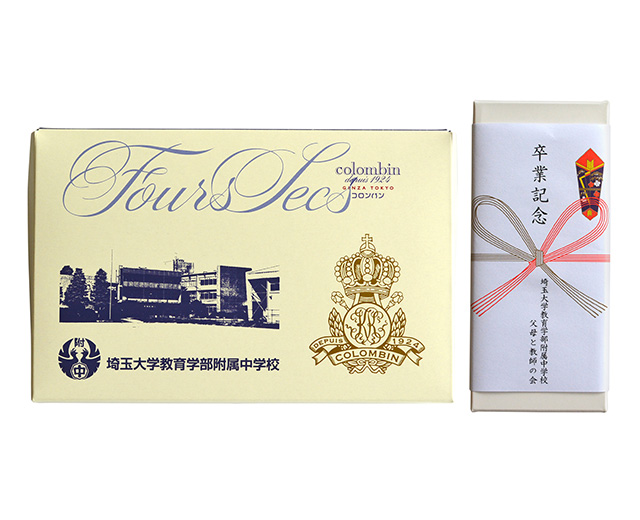 Fours Secs
colombin
depuis 1924
GINZA TOKYO
コロンバン
附
中
埼玉大学教育学部附属中学校
DEPUIS 1924
COLOMBIN
卒業記念
埼玉大学教育学部附属中学校
父母と教師の会